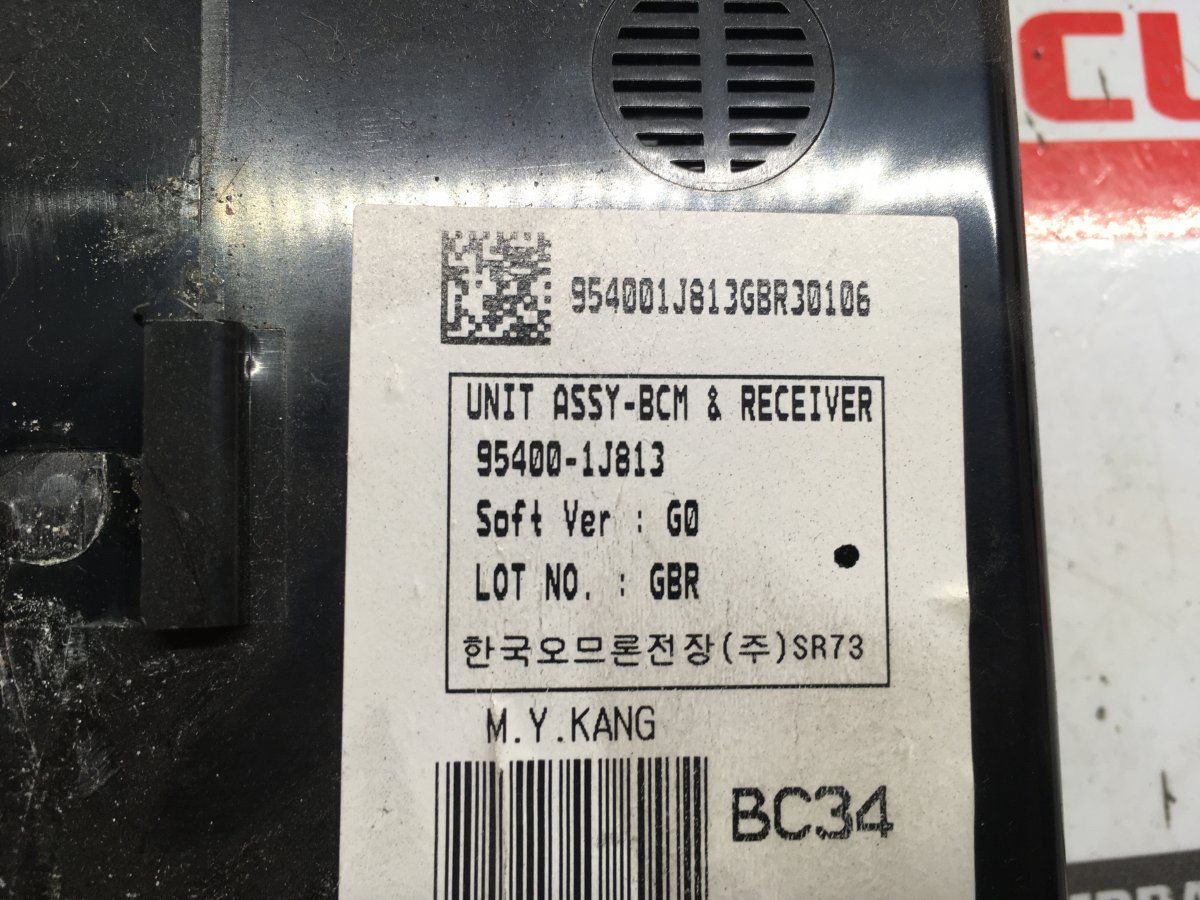 CU
954001J813GBR30106
UNIT ASSY-BCM & RECEIVER
95400-1J813
Soft Ver : G0
LOT NO. : GBR
한국오므론전장(주)SR73
M.Y.KANG
BC34